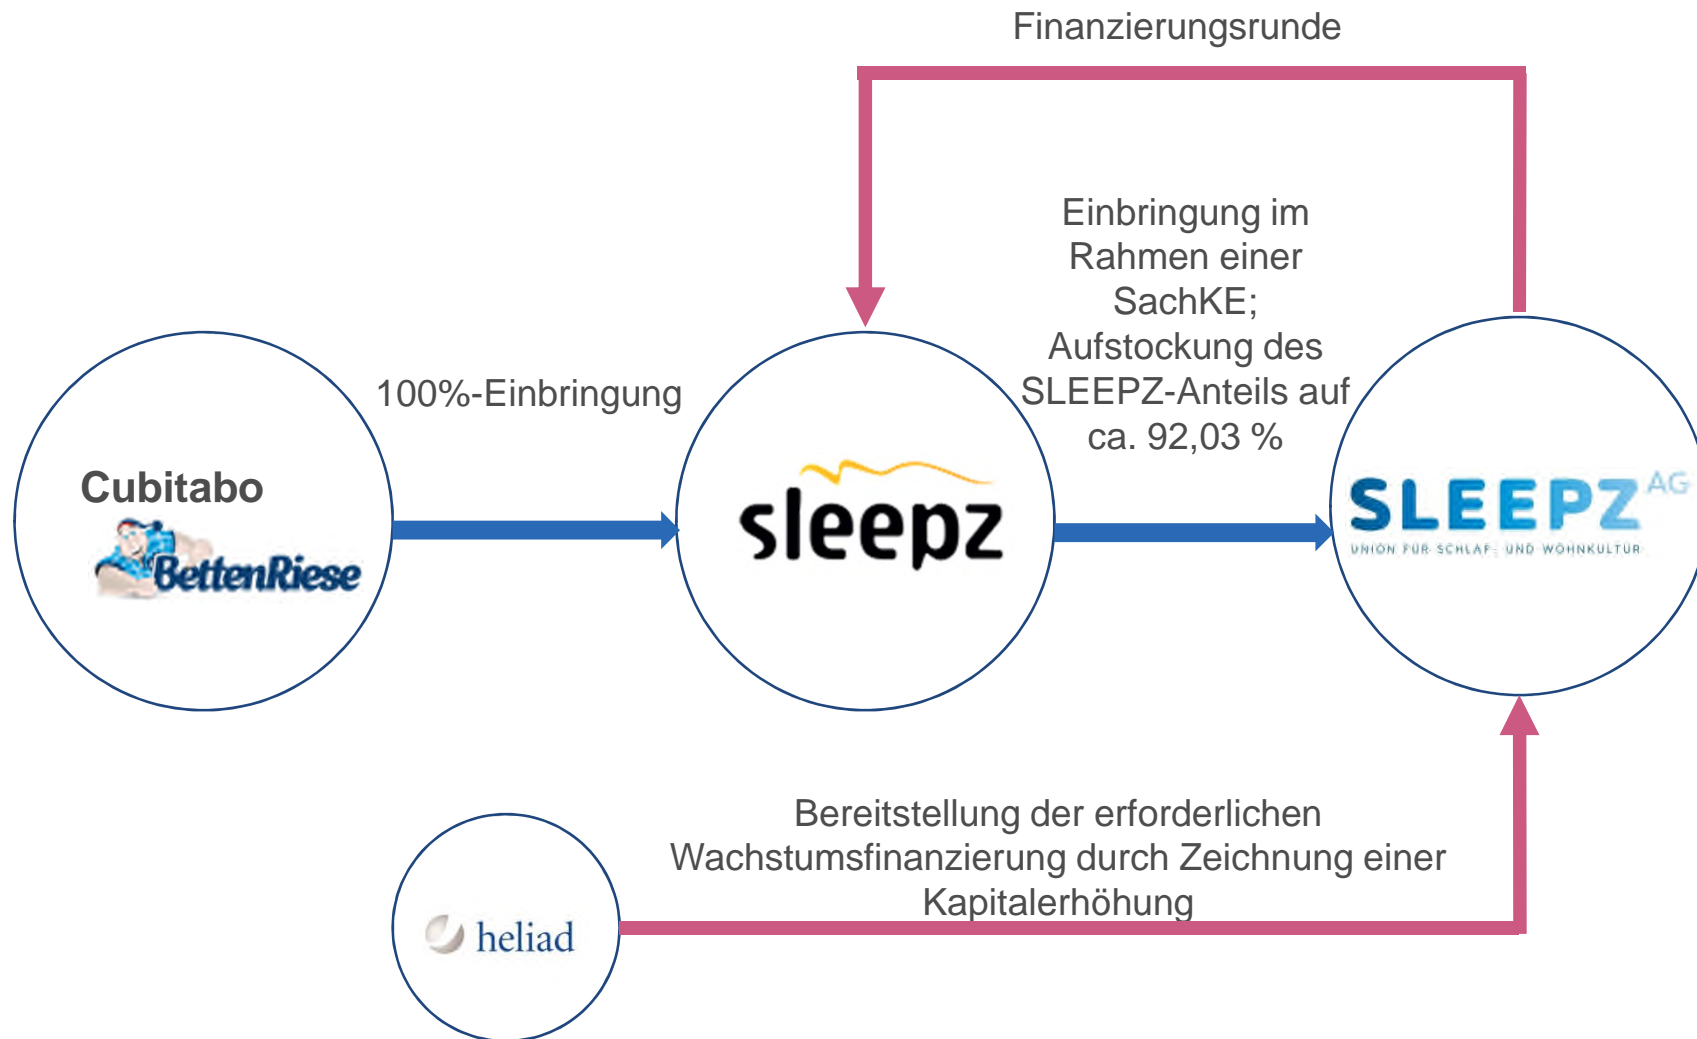 Finanzierungsrunde
Einbringung im
Rahmen einer
SachKE;
Aufstockung des
SLEEPZ-Anteils auf
ca. 92,03 %
100%-Einbringung
Cubitabo
BettenRiese
sleepz
SLEEPZ AG
UNION FÜR SCHLAF- UND WOHNKULTUR
Bereitstellung der erforderlichen
Wachstumsfinanzierung durch Zeichnung einer
Kapitalerhöhung
heliad